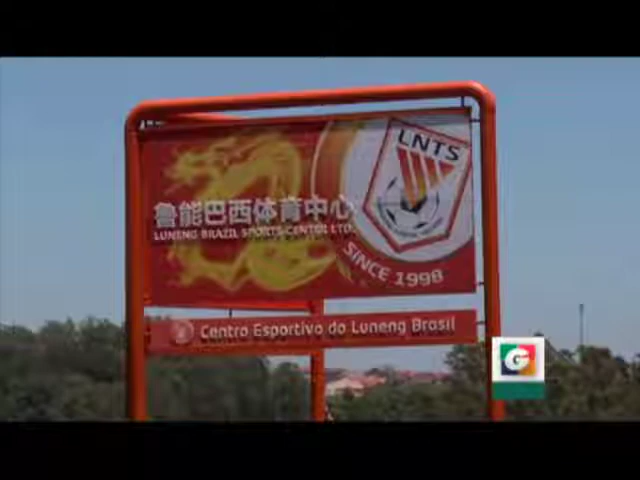 LNTS
鲁能巴西体育中心
LUNENG BRAZIL SPORTS CENTER LTD.
SINCE 1998
Centro Esportivo do Luneng Brasil
G